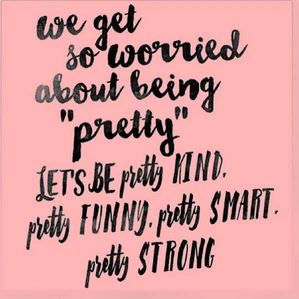 we get
so worried
about being
"pretty"
LET'S BE pretty KIND,
pretty FUNNY, pretty SMART,
pretty STRONG